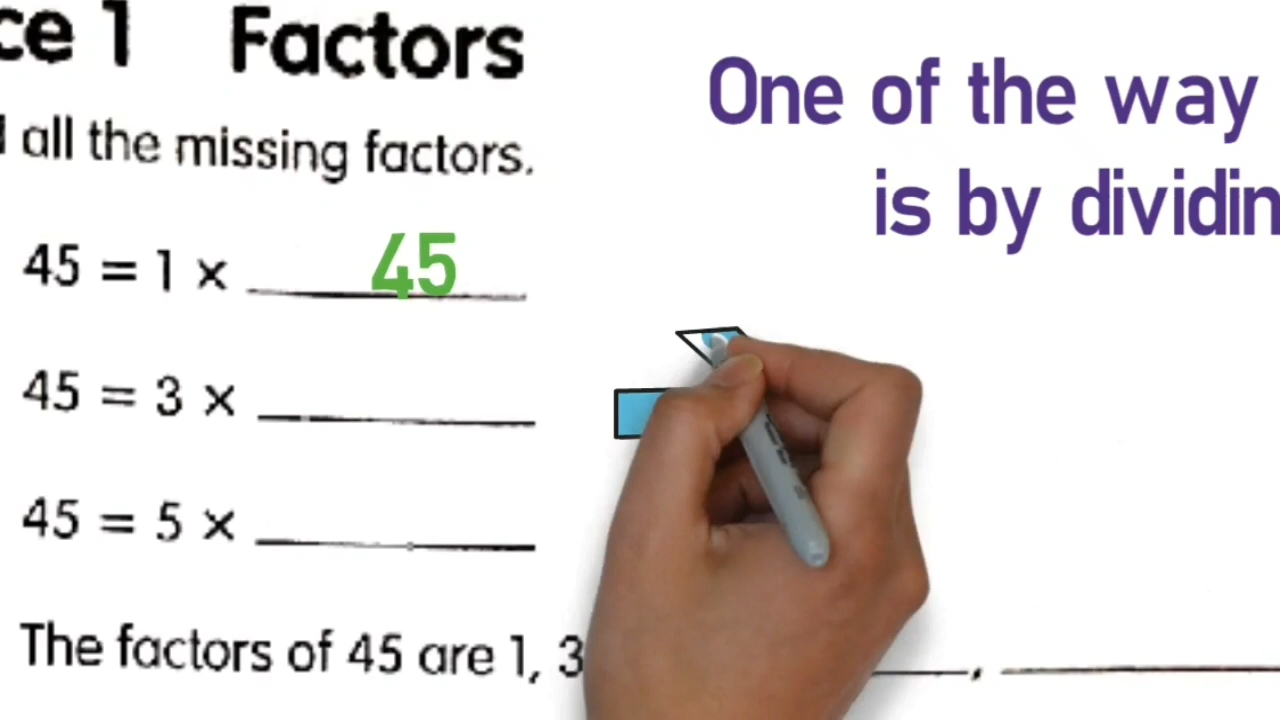 ce 1 Factors
all the missing factors.
45 = 1 × 45
45 = 3 ×
45 = 5 ×
The factors of 45 are 1, 3
One of the way
is by dividin